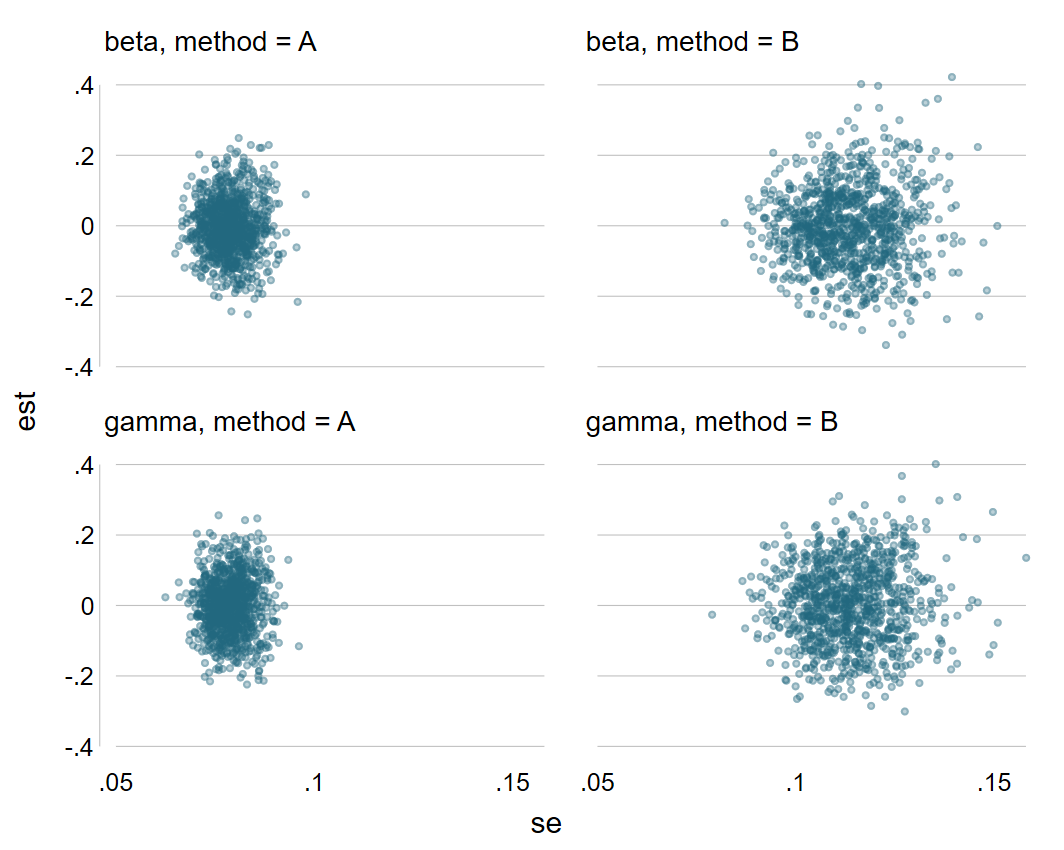 beta, method = A
beta, method = B
.4
.2
0
-.2
-.4
est
gamma, method = A
gamma, method = B
.4
.2
0
-.2
-.4
.05 .1 .15 .05 .1 .15
se